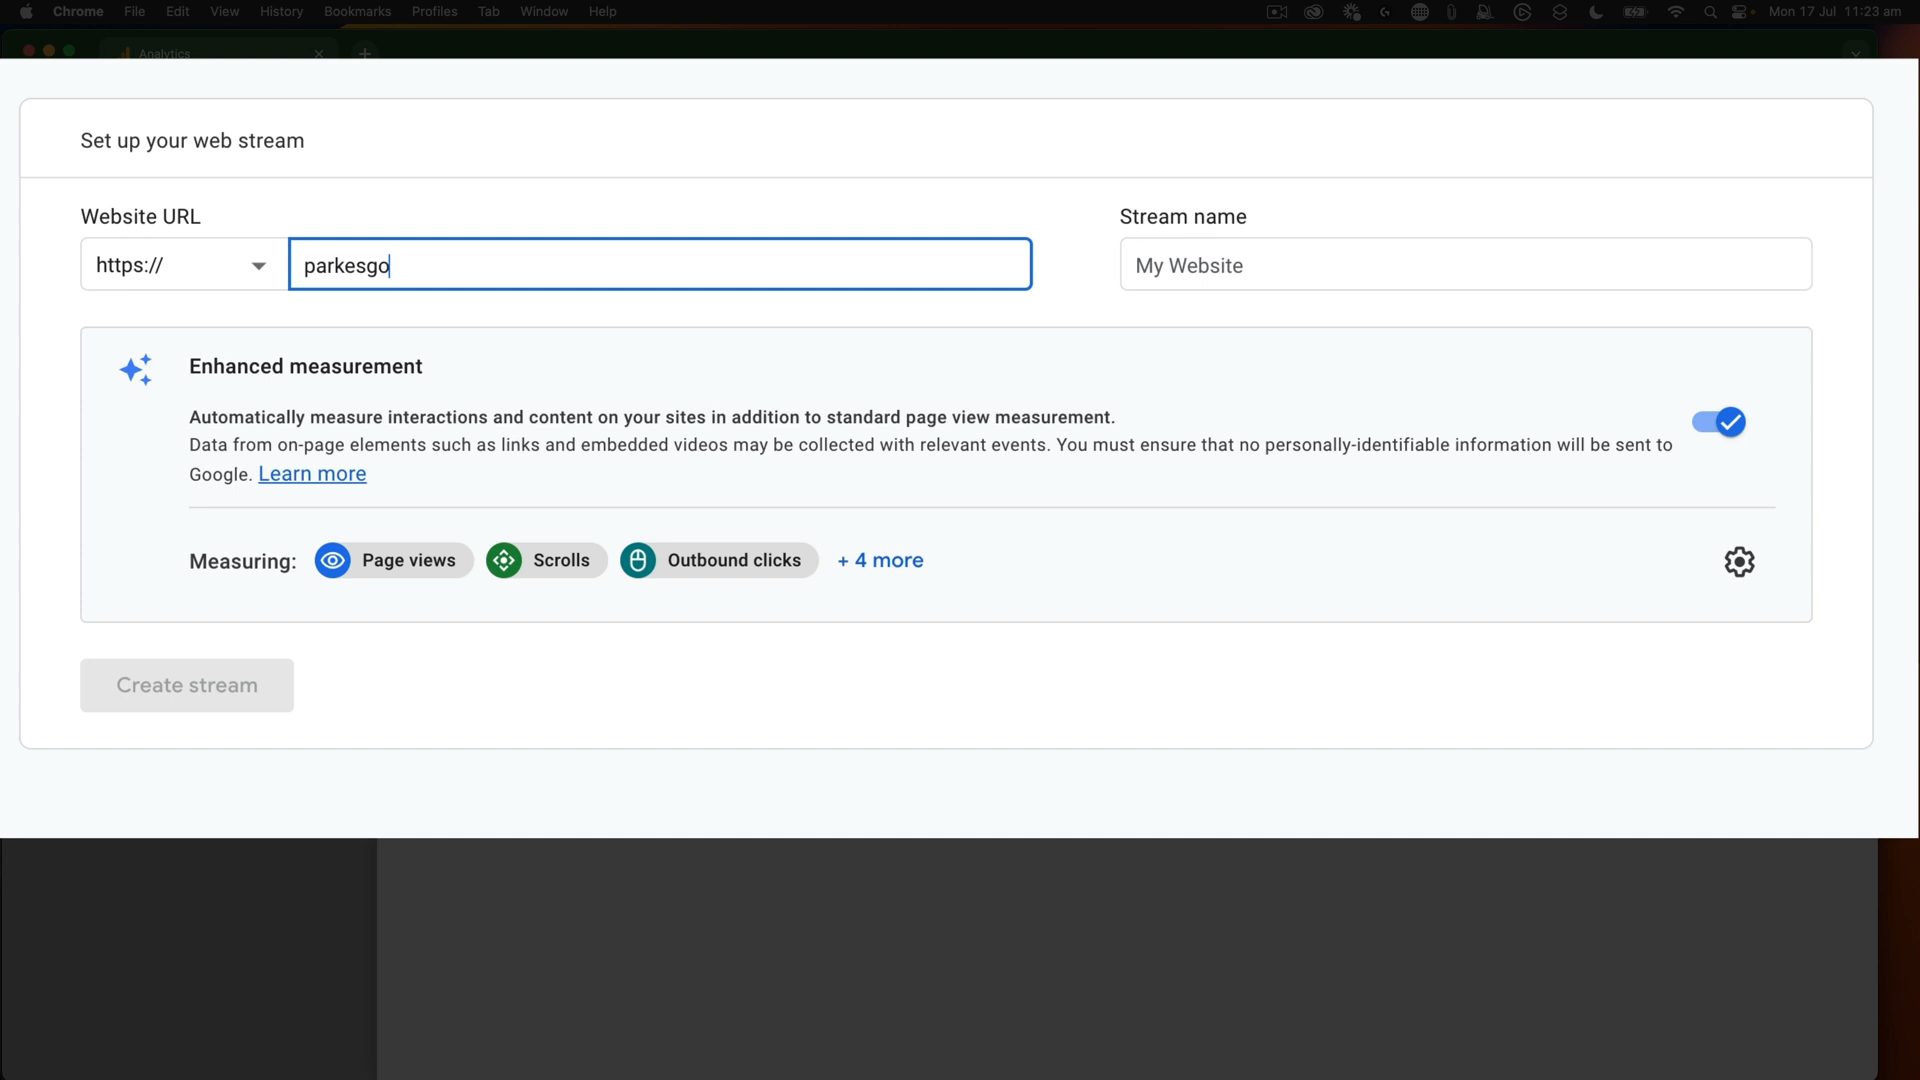 Chrome File Edit View History Bookmarks Profiles Tab Window Help Mon 17 Jul 11:23 am
Analytics
Set up your web stream
Website URL
Stream name
https://
parkesgo
My Website
Enhanced measurement
Automatically measure interactions and content on your sites in addition to standard page view measurement.
Data from on-page elements such as links and embedded videos may be collected with relevant events. You must ensure that no personally-identifiable information will be sent to
Google. Learn more
Measuring: Page views Scrolls Outbound clicks + 4 more
Create stream